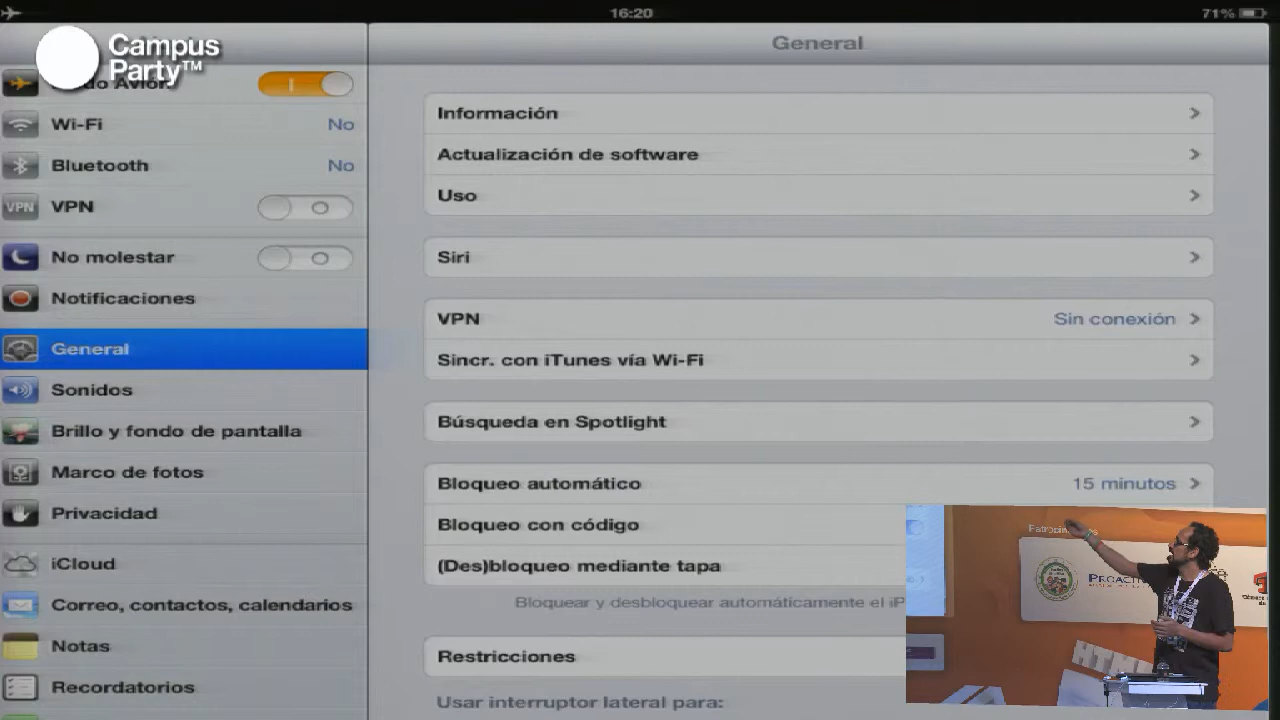 16:20
71%
Campus
Party™
General
Wi-Fi
No
Bluetooth
No
VPN
VPN
No molestar
Notificaciones
General
Sonidos
Brillo y fondo de pantalla
Marco de fotos
Privacidad
iCloud
Correo, contactos, calendarios
Notas
Recordatorios
Información
Actualización de software
Uso
Siri
VPN
Sin conexión
Sincr. con iTunes vía Wi-Fi
Búsqueda en Spotlight
Bloqueo automático
15 minutos
Bloqueo con código
(Des)bloqueo mediante tapa
Bloquear y desbloquear automáticamente el iP
Restricciones
Usar interruptor lateral para: